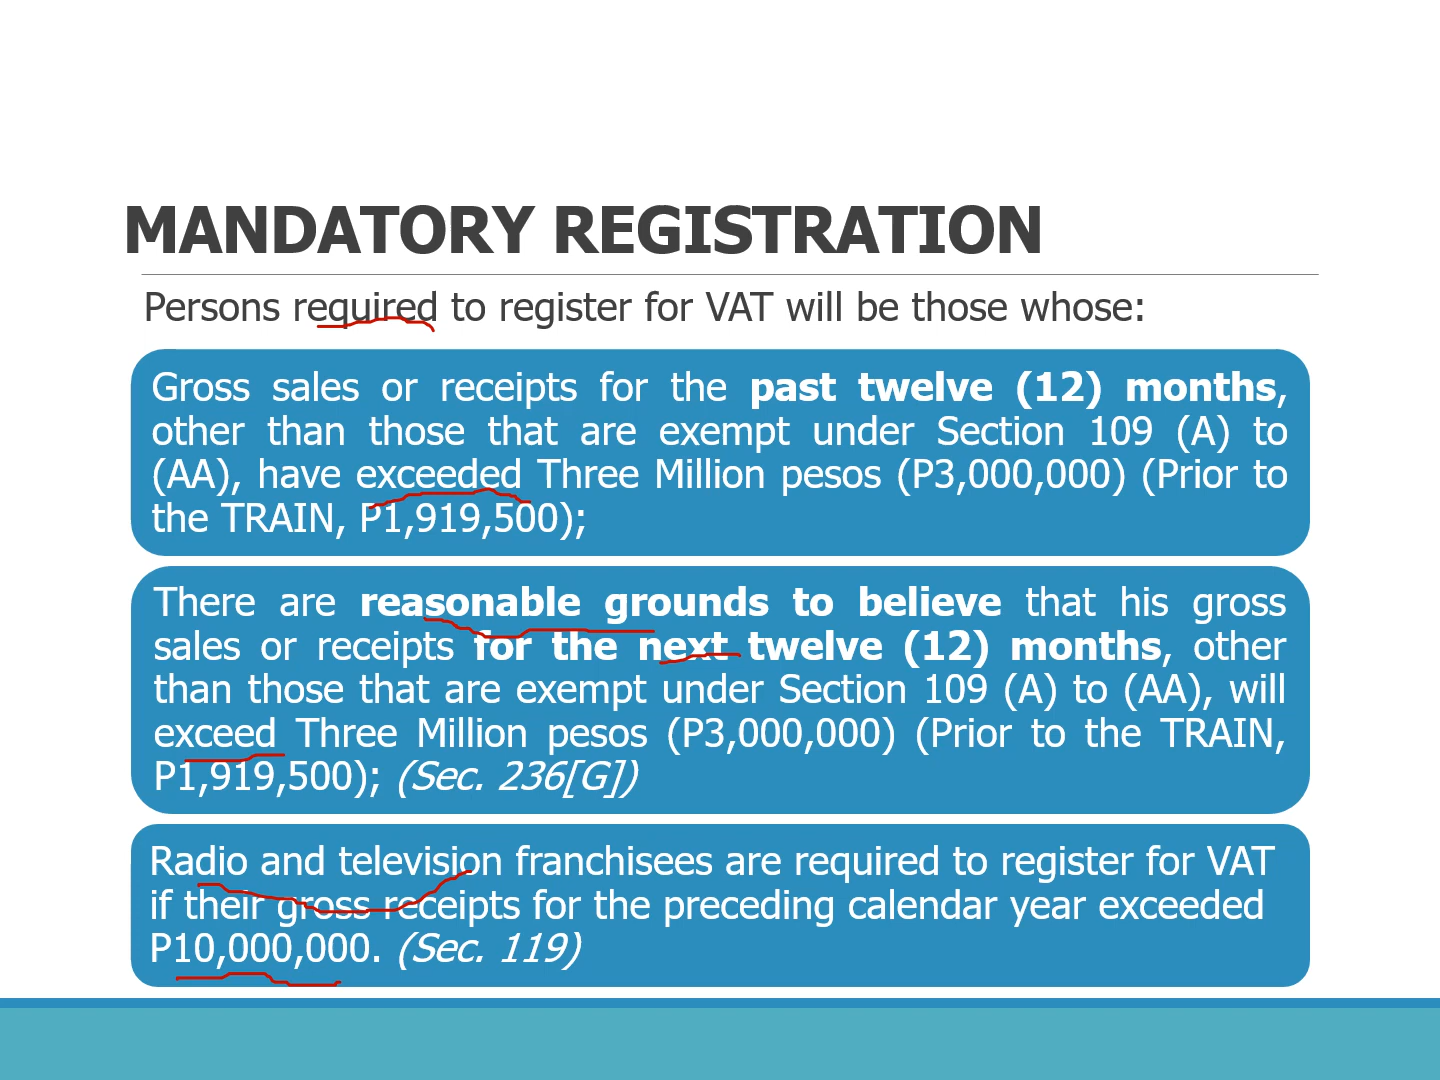 MANDATORY REGISTRATION
Persons required to register for VAT will be those whose:
Gross sales or receipts for the past twelve (12) months,
other than those that are exempt under Section 109 (A) to
(AA), have exceeded Three Million pesos (P3,000,000) (Prior to
the TRAIN, P1,919,500);
There are reasonable grounds to believe that his gross
sales or receipts for the next twelve (12) months, other
than those that are exempt under Section 109 (A) to (AA), will
exceed Three Million pesos (P3,000,000) (Prior to the TRAIN,
P1,919,500); (Sec. 236[G])
Radio and television franchisees are required to register for VAT
if their gross receipts for the preceding calendar year exceeded
P10,000,000. (Sec. 119)